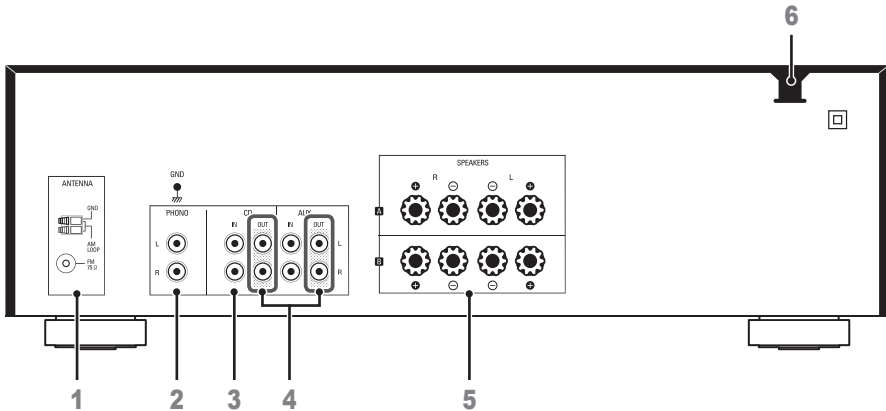 6
SPEAKERS
R L
+ − − +
A
B
+ − − +
ANTENNA
GND
AM
LOOP
FM
75 Ω
GND
PHONO CD AUX
IN OUT IN OUT
L L
R R
1 2 3 4 5